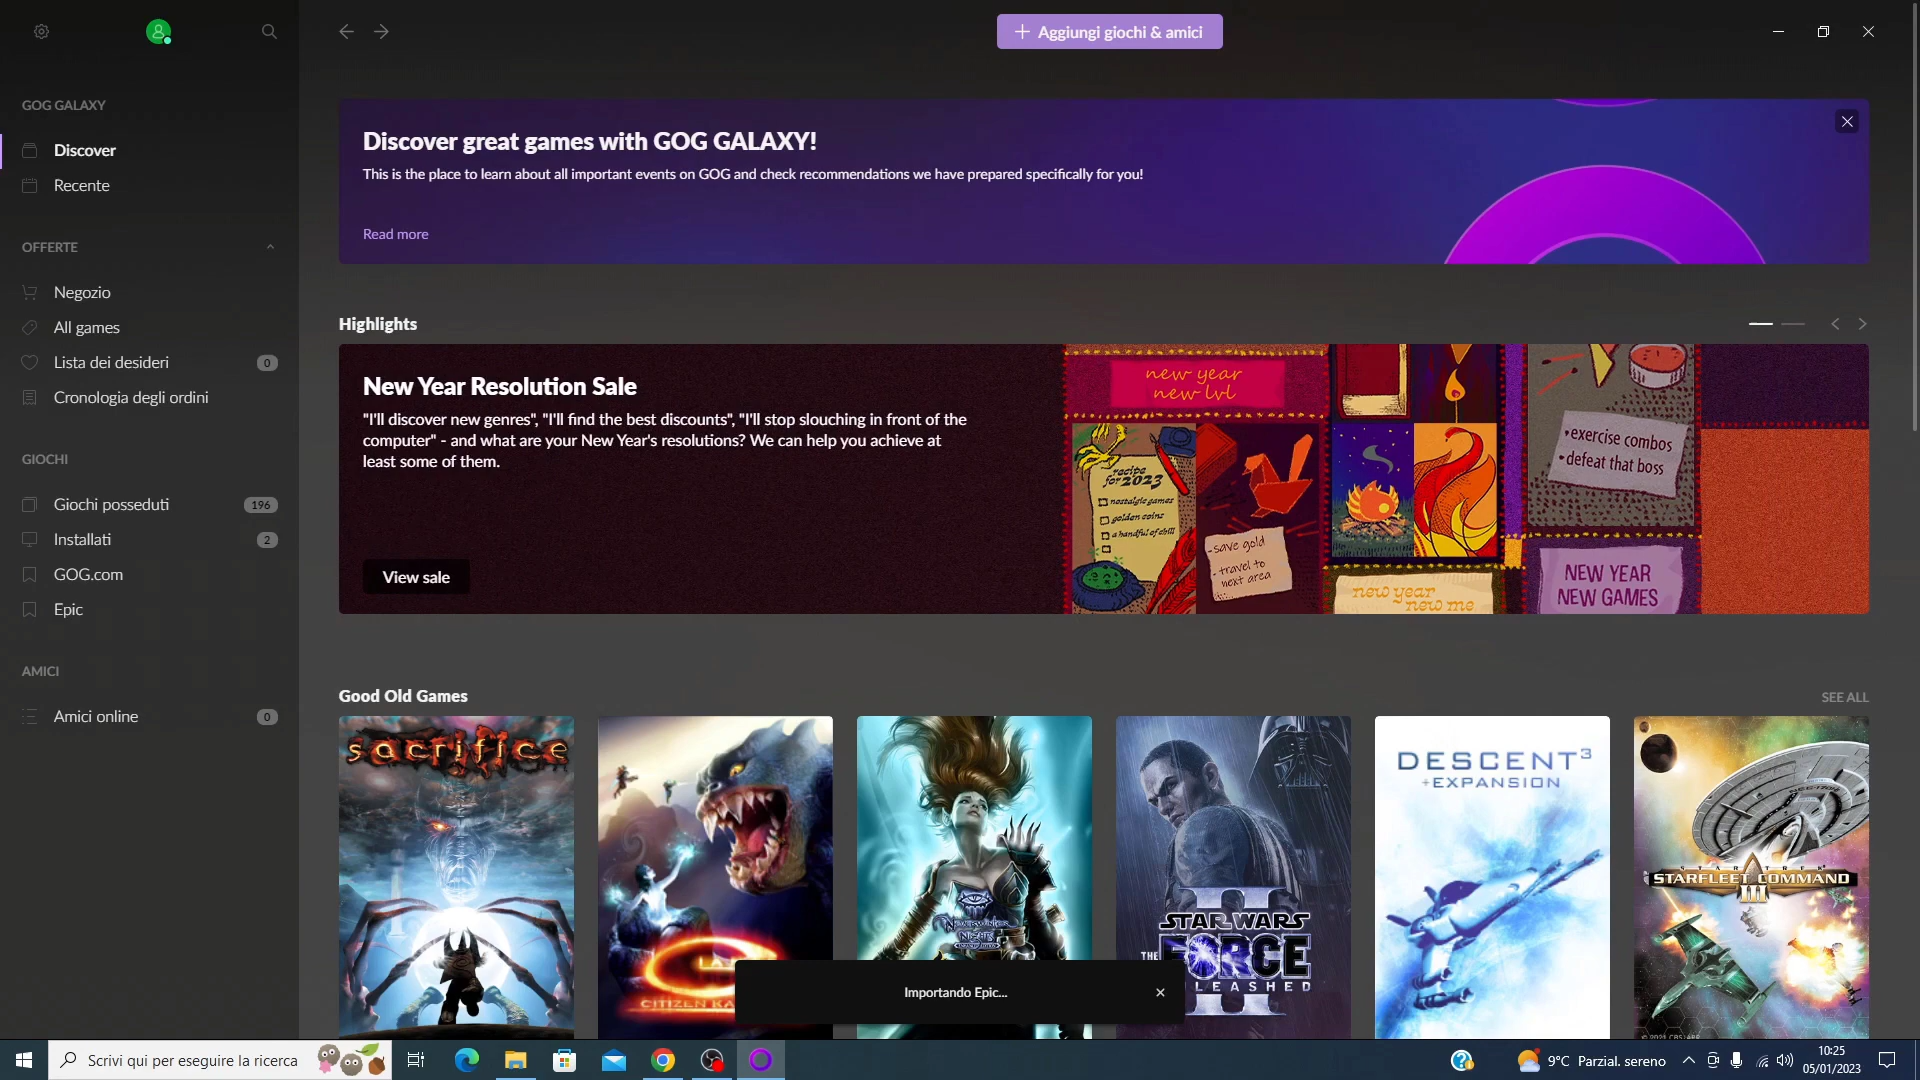 Aggiungi giochi & amici
GOG GALAXY
Discover
Recente
OFFERTE
Negozio
All games
Lista dei desideri
0
Cronologia degli ordini
GIOCHI
Giochi posseduti
196
Installati
2
GOG.com
Epic
AMICI
Amici online
0
Discover great games with GOG GALAXY!
This is the place to learn about all important events on GOG and check recommendations we have prepared specifically for you!
Read more
Highlights
New Year Resolution Sale
"I'll discover new genres", "I'll find the best discounts", "I'll stop slouching in front of the
computer" - and what are your New Year's resolutions? We can help you achieve at
least some of them.
View sale
new year
new lvl
recipe
for 2023
nostalgic games
golden coins
a handful of chill
-save gold
- travel to
next area
new year
new me
•exercise combos
•defeat that boss
NEW YEAR
NEW GAMES
Good Old Games
SEE ALL
sacrifice
CITIZEN KA
NEVERWINTER
NIGHTS
STAR WARS
THE FORCE
UNLEASHED
II
DESCENT3
+EXPANSION
STAR TREK
STARFLEET COMMAND
III
Importando Epic...
Scrivi qui per eseguire la ricerca
9°C Parzial. sereno
10:25
05/01/2023